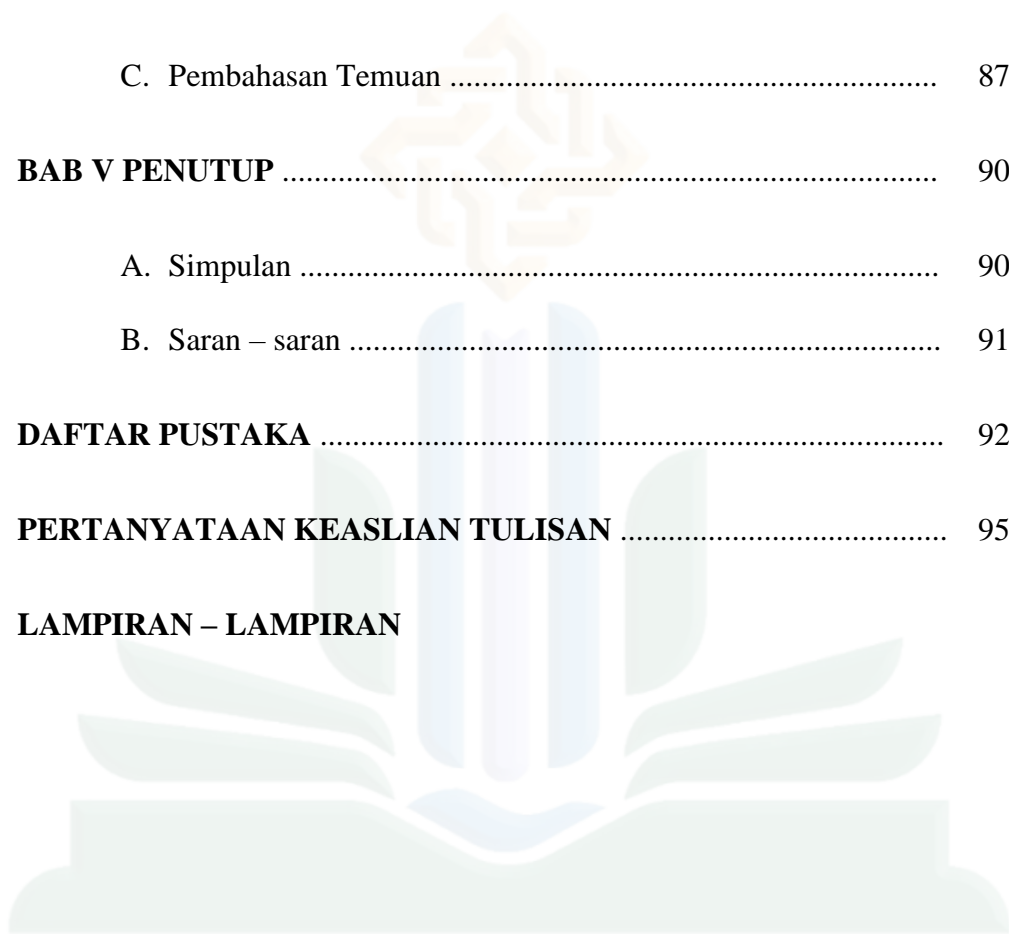 C. Pembahasan Temuan ............................................................. 87
BAB V PENUTUP .................................................................................. 90
A. Simpulan ................................................................................ 90
B. Saran – saran .......................................................................... 91
DAFTAR PUSTAKA .............................................................................. 92
PERTANYATAAN KEASLIAN TULISAN ......................................... 95
LAMPIRAN – LAMPIRAN